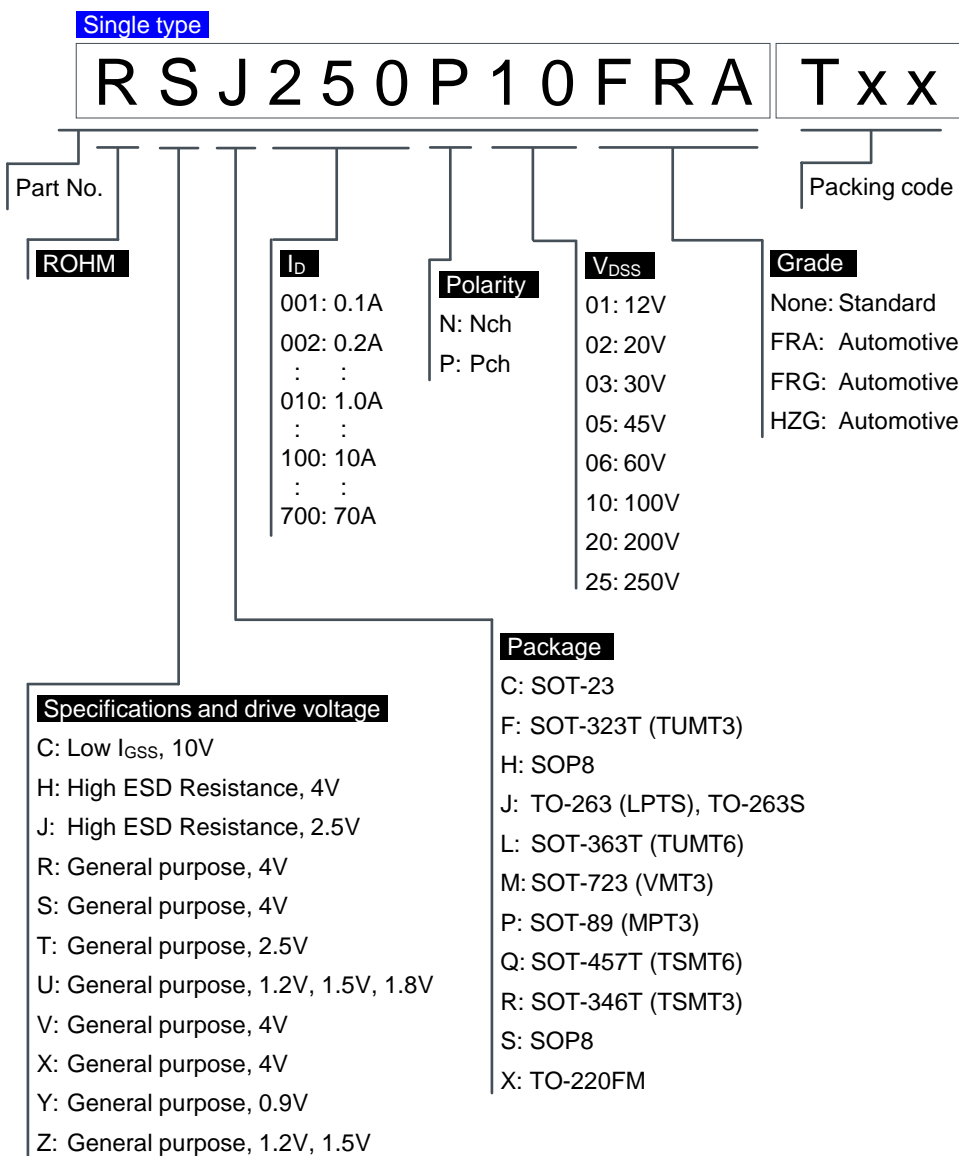 Single type
RSJ250P10FRA Txx
Part No.
Packing code
ROHM
ID
001: 0.1A
002: 0.2A
: :
010: 1.0A
: :
100: 10A
: :
700: 70A
Polarity
N: Nch
P: Pch
VDSS
01: 12V
02: 20V
03: 30V
05: 45V
06: 60V
10: 100V
20: 200V
25: 250V
Grade
None: Standard
FRA: Automotive
FRG: Automotive
HZG: Automotive
Specifications and drive voltage
C: Low IGSS, 10V
H: High ESD Resistance, 4V
J: High ESD Resistance, 2.5V
R: General purpose, 4V
S: General purpose, 4V
T: General purpose, 2.5V
U: General purpose, 1.2V, 1.5V, 1.8V
V: General purpose, 4V
X: General purpose, 4V
Y: General purpose, 0.9V
Z: General purpose, 1.2V, 1.5V
Package
C: SOT-23
F: SOT-323T (TUMT3)
H: SOP8
J: TO-263 (LPTS), TO-263S
L: SOT-363T (TUMT6)
M: SOT-723 (VMT3)
P: SOT-89 (MPT3)
Q: SOT-457T (TSMT6)
R: SOT-346T (TSMT3)
S: SOP8
X: TO-220FM